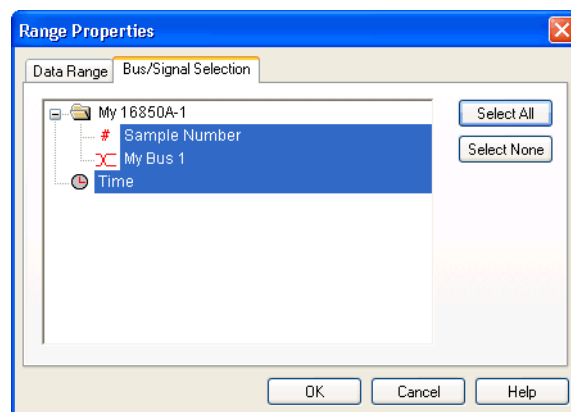 Range Properties
Data Range Bus/Signal Selection
My 16850A-1
Select All
# Sample Number
My Bus 1
Select None
Time
OK Cancel Help